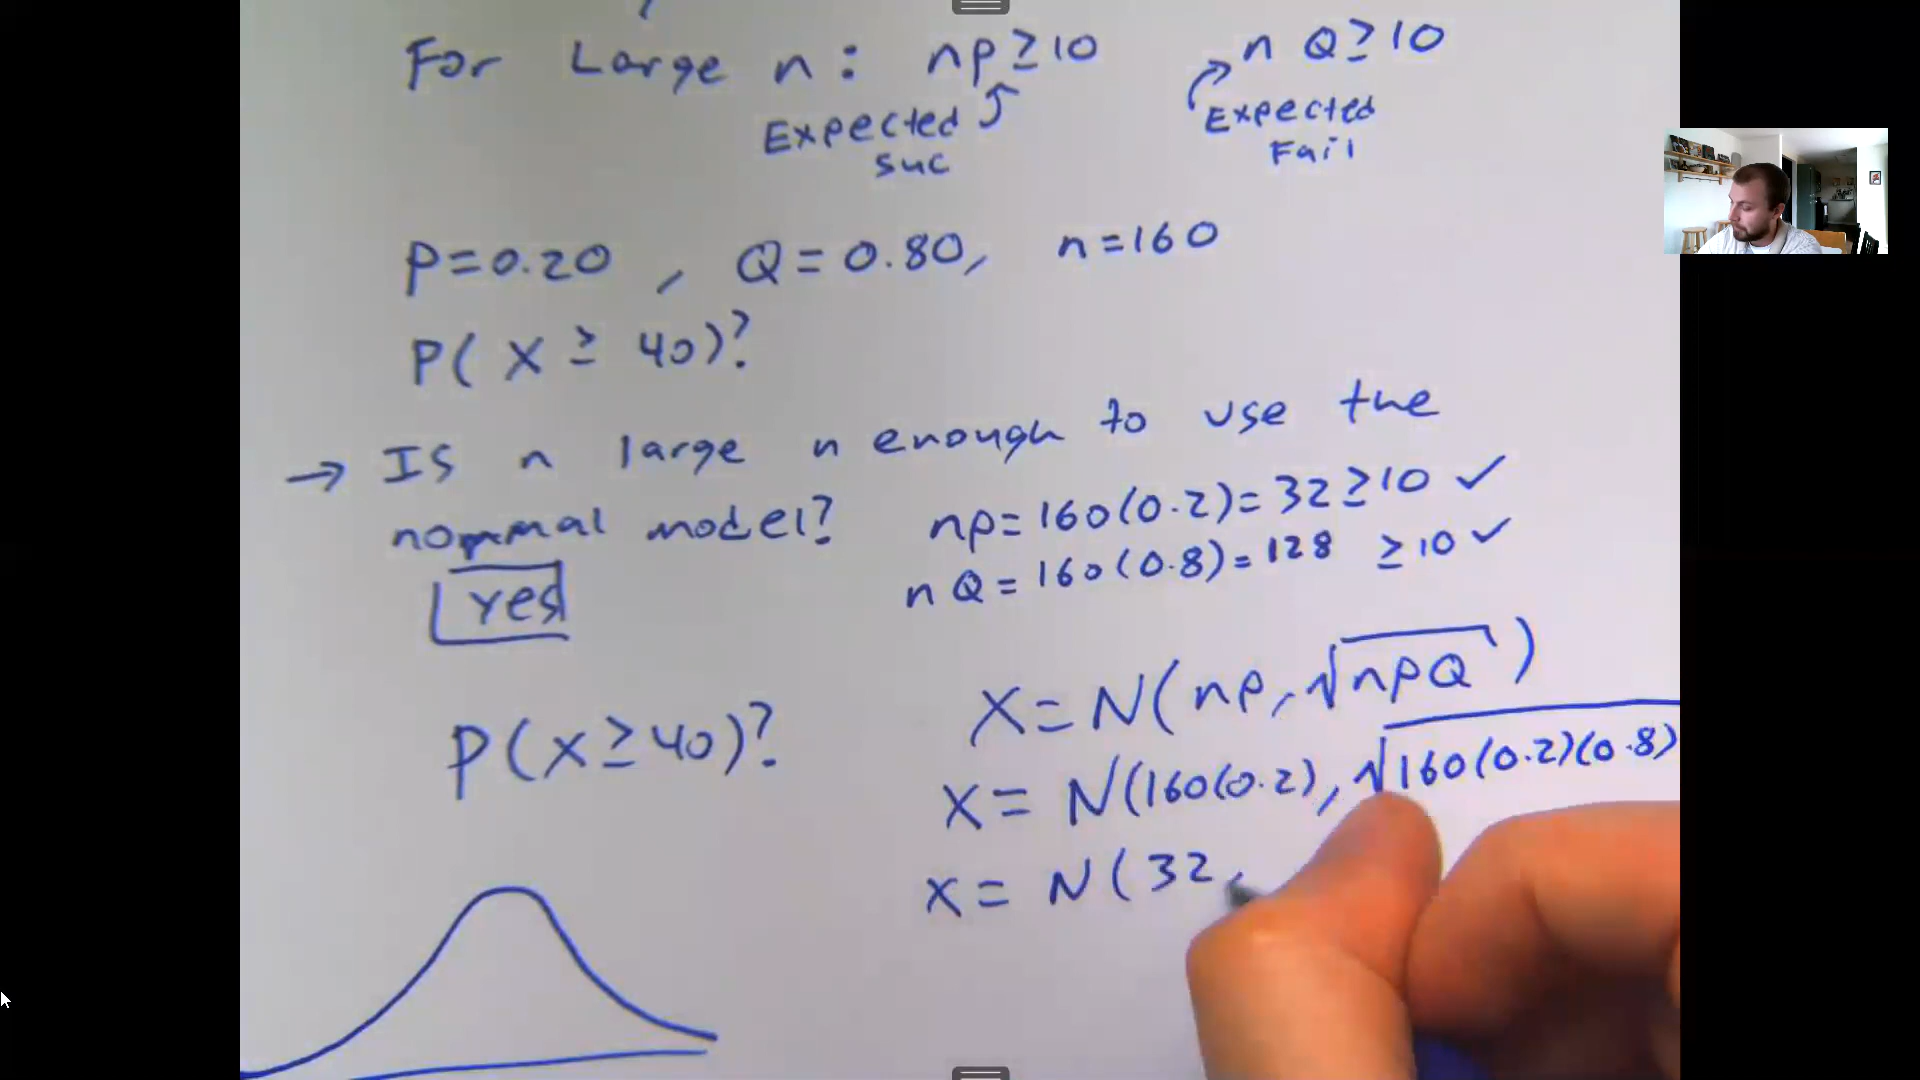 For Large n: np≥10 nQ≥10
Expected Expected
suc Fail
p=0.20, Q=0.80, n=160
P(X≥40)?
→ Is n large n enough to use the
normal model? np=160(0.2)=32≥10 ✓
nQ=160(0.8)=128 ≥10 ✓
yes
X=N(np,√npQ)
P(X≥40)?
X=N(160(0.2),√160(0.2)(0.8)
X=N(32,